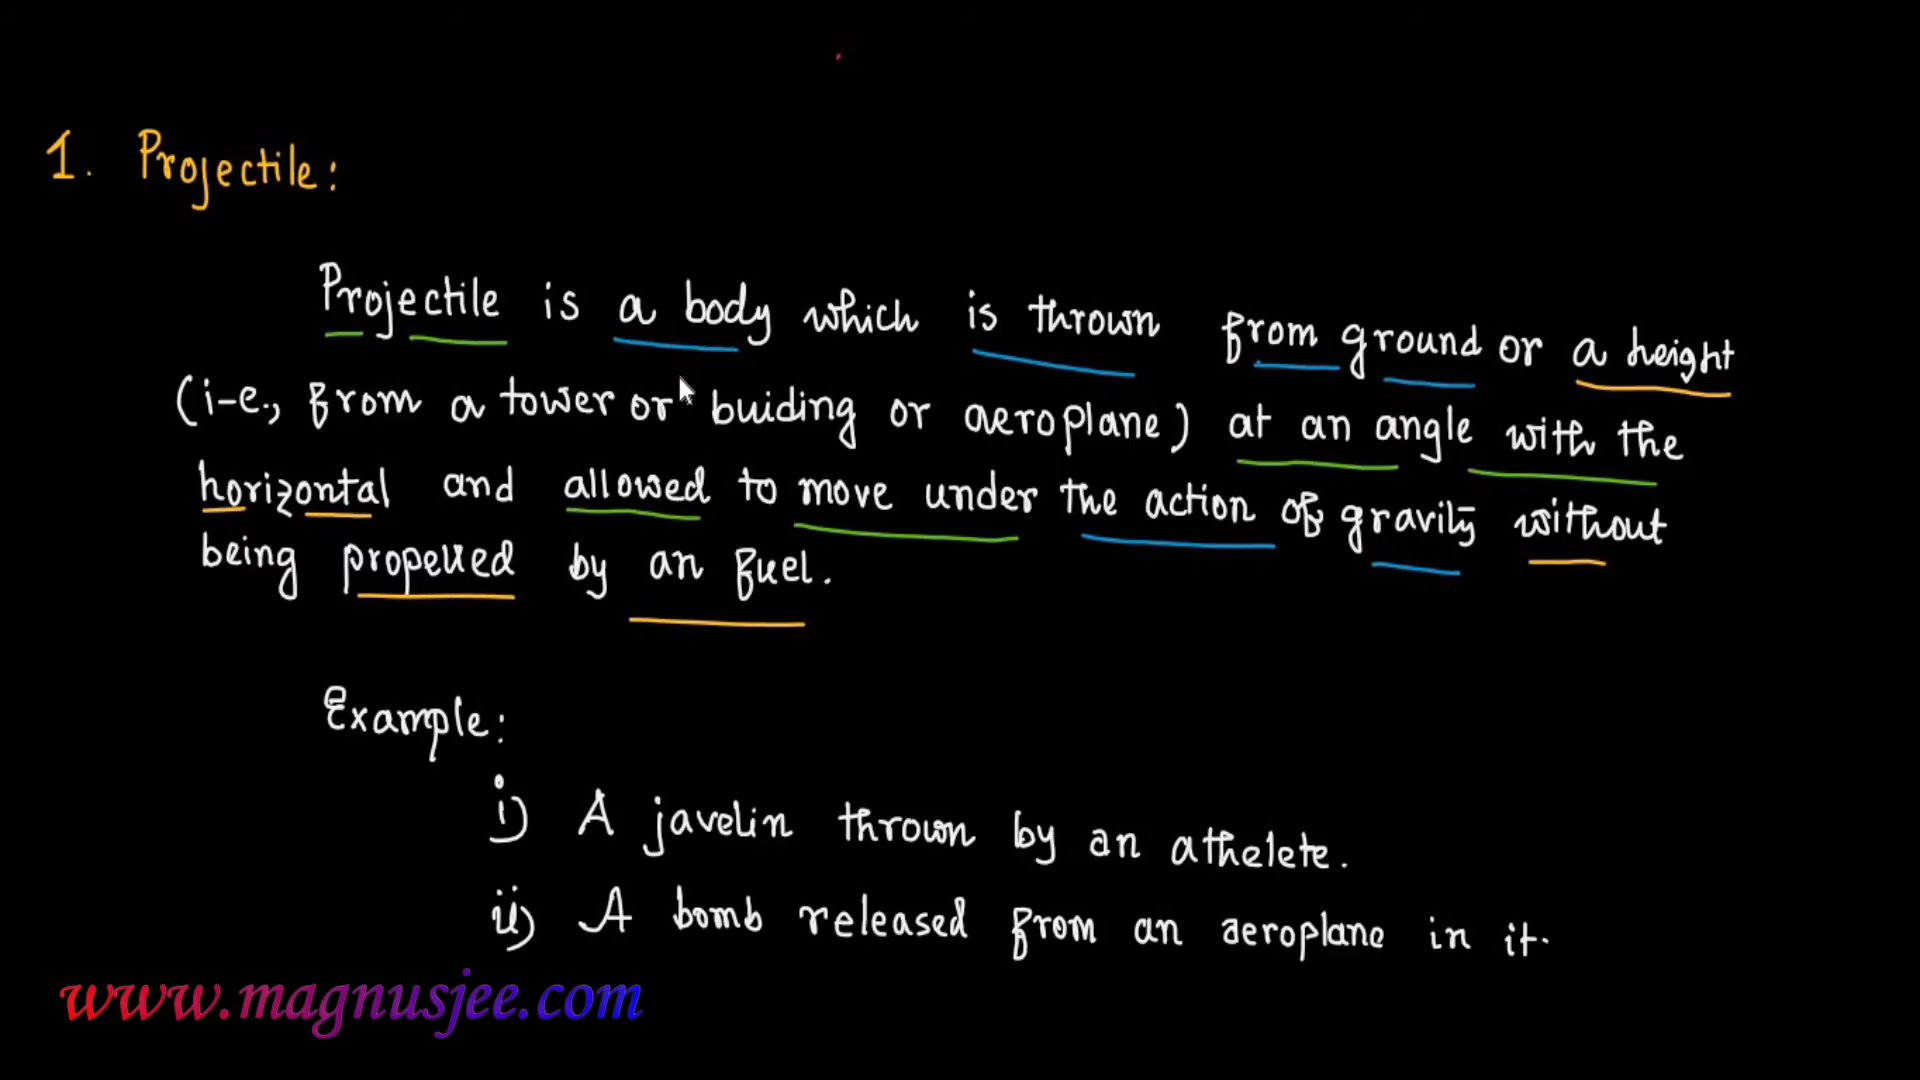 1. Projectile:
Projectile is a body which is thrown from ground or a height
(i-e., from a tower or buiding or aeroplane) at an angle with the
horizontal and allowed to move under the action of gravity without
being propelled by an fuel.
Example:
i) A javelin thrown by an athelete.
ii) A bomb released from an aeroplane in it.
www.magnusjee.com